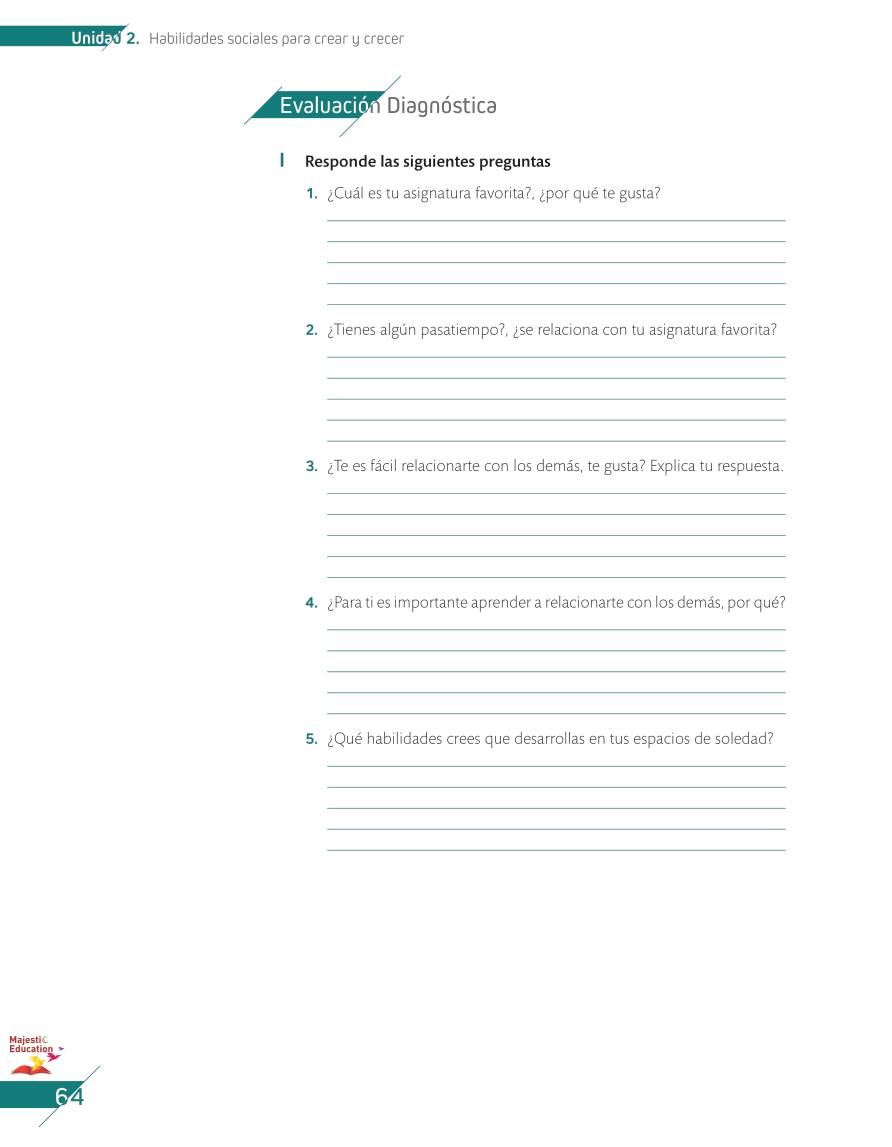 Unidad 2. Habilidades sociales para crear y crecer
Evaluación Diagnóstica
I Responde las siguientes preguntas
1. ¿Cuál es tu asignatura favorita?, ¿por qué te gusta?
2. ¿Tienes algún pasatiempo?, ¿se relaciona con tu asignatura favorita?
3. ¿Te es fácil relacionarte con los demás, te gusta? Explica tu respuesta.
4. ¿Para ti es importante aprender a relacionarte con los demás, por qué?
5. ¿Qué habilidades crees que desarrollas en tus espacios de soledad?
Majestic
Education
64